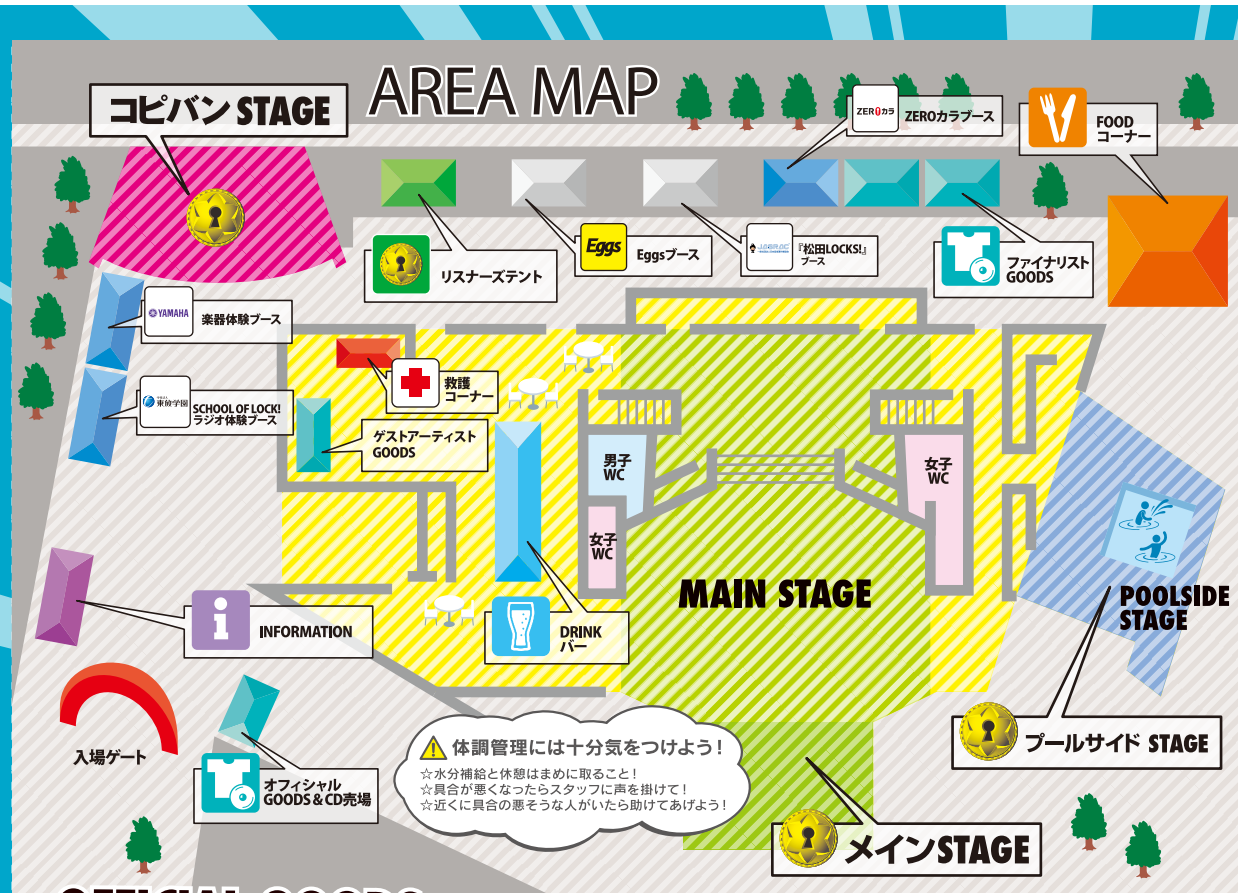 AREA MAP
コピバン STAGE
ZEROカラ
ZEROカラブース
FOOD
コーナー
リスナーズテント
Eggs
Eggsブース
『松田LOCKS!』
ブース
ファイナリスト
GOODS
YAMAHA
楽器体験ブース
東放学園
SCHOOL OF LOCK!
ラジオ体験ブース
救護
コーナー
ゲストアーティスト
GOODS
男子
WC
女子
WC
女子
WC
MAIN STAGE
POOLSIDE
STAGE
INFORMATION
DRINK
バー
入場ゲート
オフィシャル
GOODS & CD売場
体調管理には十分気をつけよう!
☆水分補給と休憩はまめに取ること!
☆具合が悪くなったらスタッフに声を掛けて!
☆近くに具合の悪そうな人がいたら助けてあげよう!
プールサイド STAGE
メインSTAGE
OFFICIAL GOODS